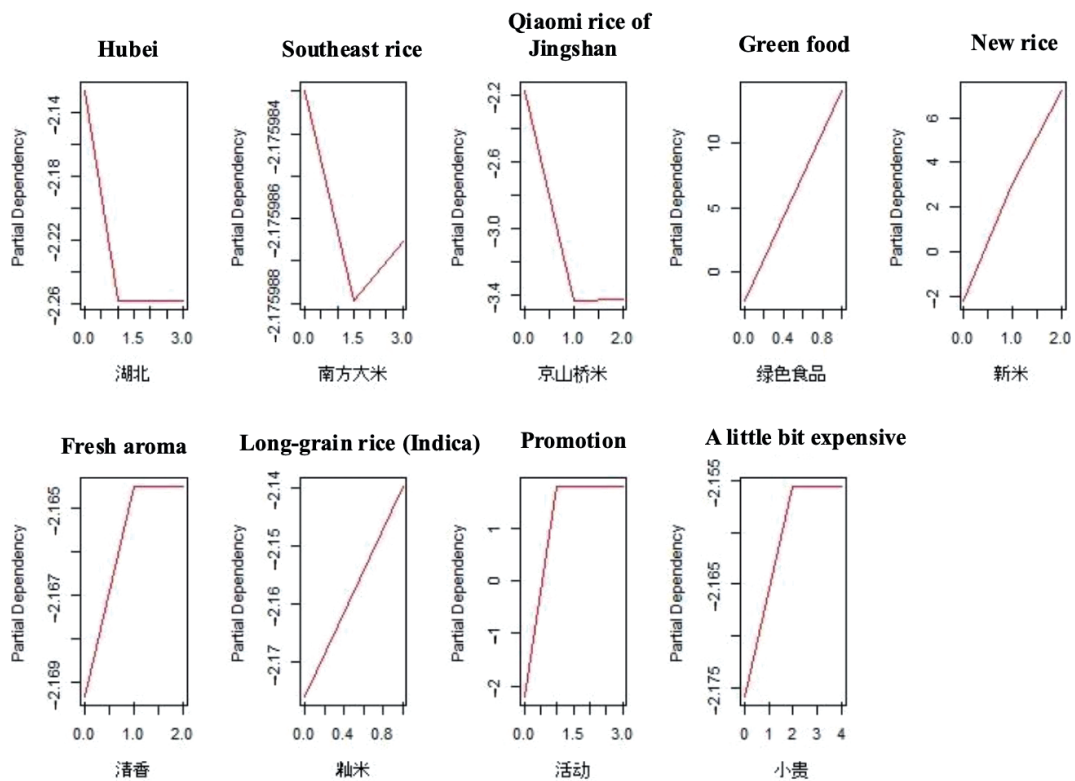 Hubei
Southeast rice
Qiaomi rice of
Jingshan
Green food
New rice
Partial Dependency
-2.14
-2.18
-2.22
-2.26
0.0 1.0 3.0
湖北
Partial Dependency
-2.175984
-2.175986
-2.175988
0.0 1.5 3.0
南方大米
Partial Dependency
-2.2
-2.6
-3.0
-3.4
0.0 1.0 2.0
京山桥米
Partial Dependency
10
5
0
0.0 0.4 0.8
绿色食品
Partial Dependency
6
4
2
0
-2
0.0 1.0 2.0
新米
Fresh aroma
Long-grain rice (Indica)
Promotion
A little bit expensive
Partial Dependency
-2.165
-2.167
-2.169
0.0 1.0 2.0
清香
Partial Dependency
-2.14
-2.15
-2.16
-2.17
0.0 0.4 0.8
籼米
Partial Dependency
1
0
-1
-2
0.0 1.5 3.0
活动
Partial Dependency
-2.155
-2.165
-2.175
0 1 2 3 4
小贵